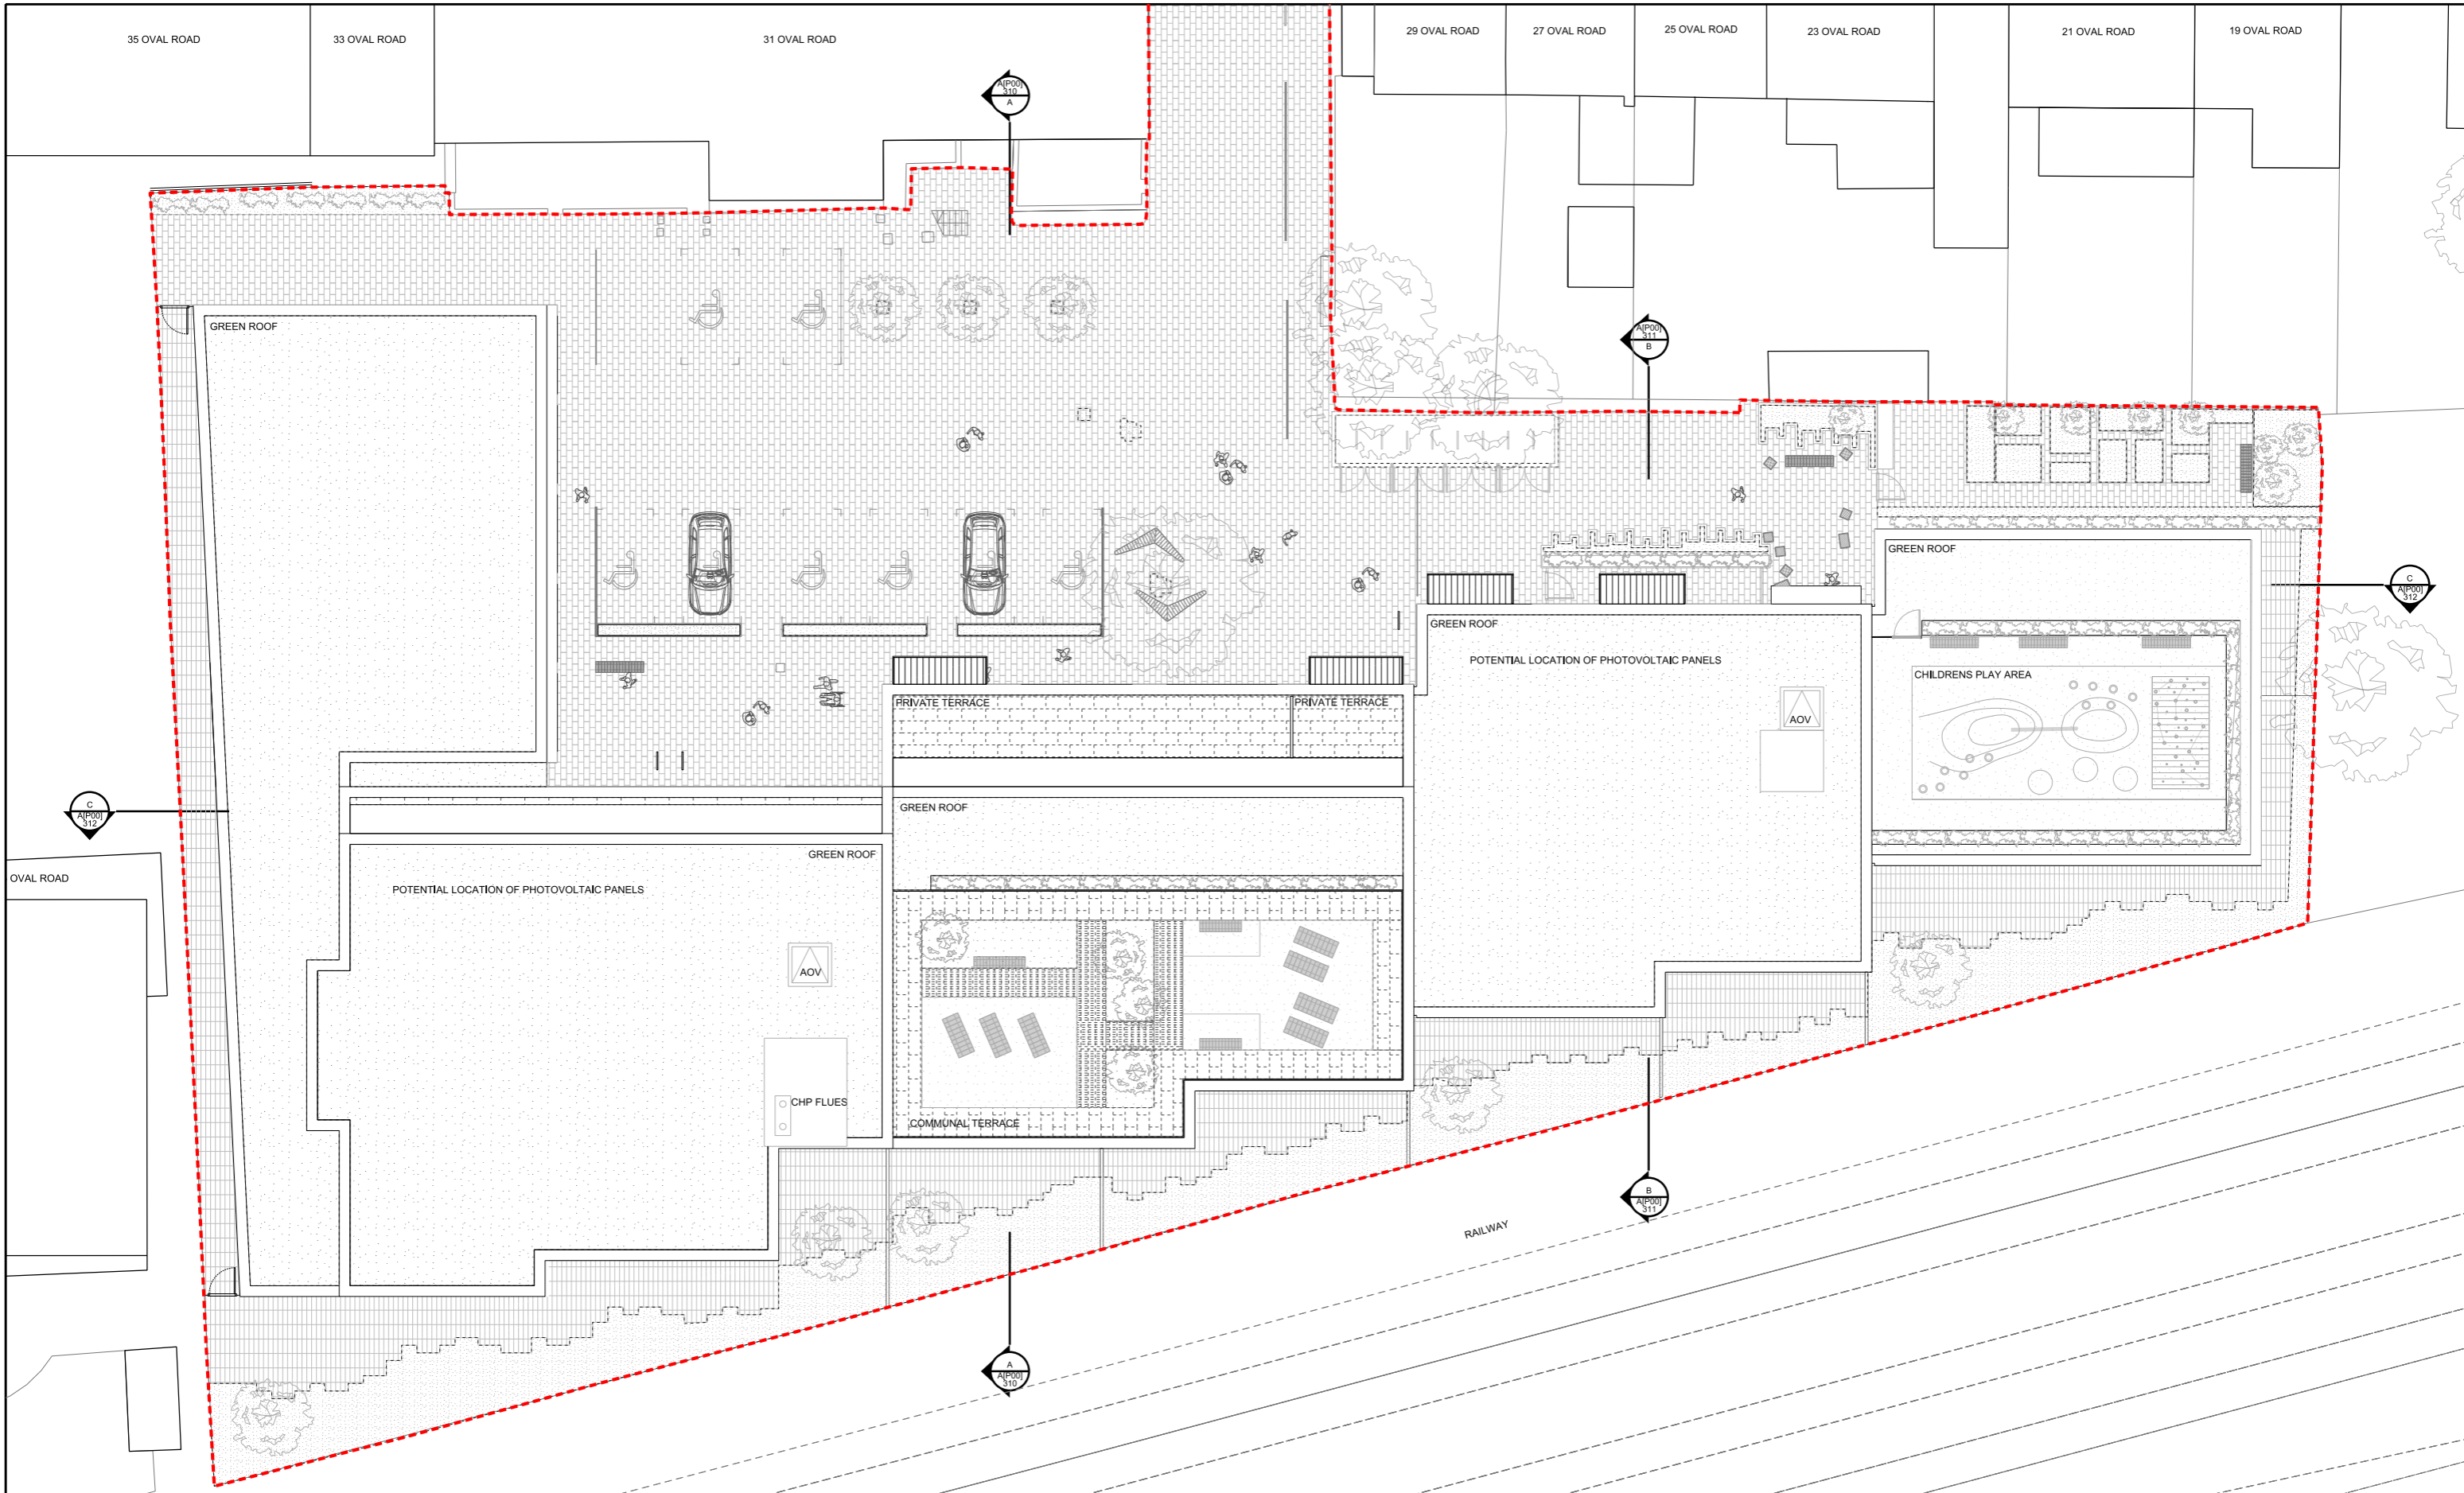 35 OVAL ROAD
33 OVAL ROAD
31 OVAL ROAD
29 OVAL ROAD
27 OVAL ROAD
25 OVAL ROAD
23 OVAL ROAD
21 OVAL ROAD
19 OVAL ROAD
A[P00]
310
A
A[P00]
311
B
GREEN ROOF
GREEN ROOF
C
A[P00]
312
GREEN ROOF
POTENTIAL LOCATION OF PHOTOVOLTAIC PANELS
CHILDRENS PLAY AREA
PRIVATE TERRACE
PRIVATE TERRACE
AOV
C
A[P00]
312
GREEN ROOF
GREEN ROOF
OVAL ROAD
POTENTIAL LOCATION OF PHOTOVOLTAIC PANELS
AOV
CHP FLUES
COMMUNAL TERRACE
B
A[P00]
311
RAILWAY
A
A[P00]
310